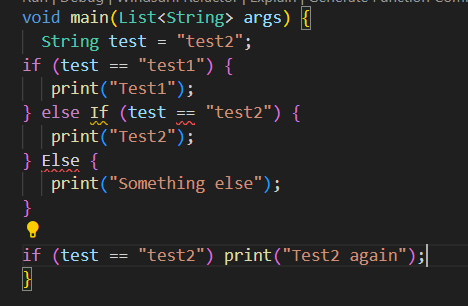 Run | Debug | Windsurf: Refactor | Explain | Generate Function Com
void main(List<String> args) {
  String test = "test2";
if (test == "test1") {
   print("Test1");
} else If (test == "test2") {
   print("Test2");
} Else {
   print("Something else");
}
if (test == "test2") print("Test2 again");
}